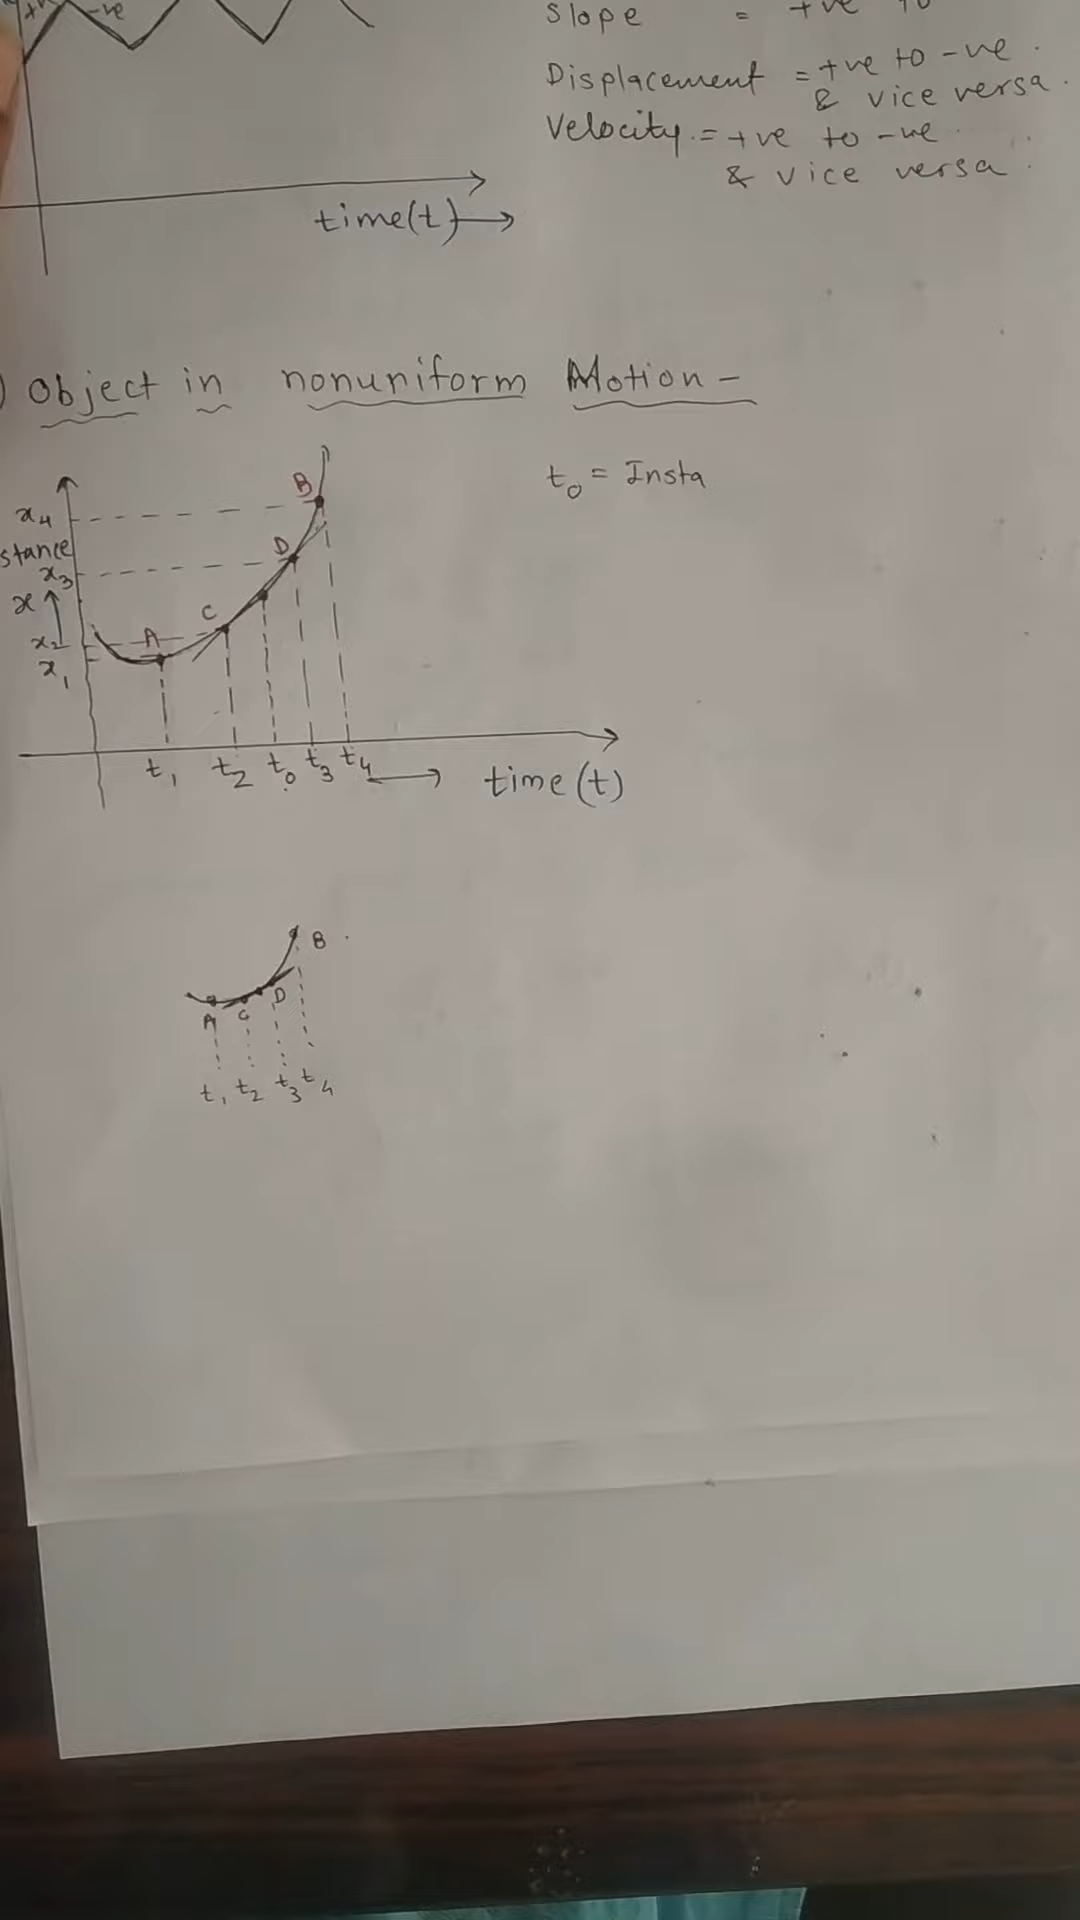 -ve
Slope = +ve to
Displacement = +ve to -ve
& vice versa.
Velocity = +ve to -ve
& vice versa
time(t)
Object in nonuniform Motion -
t₀ = Insta
B
x₄
stance
D
x₃
x
C
x₂
A
x₁
t₁ t₂ t₀ t₃ t₄
time (t)
B
A C D
t₁ t₂ t₃ t₄